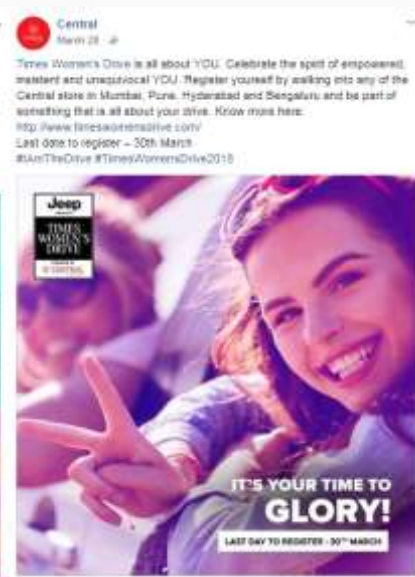 Central
March 28
Times Women's Drive is all about YOU. Celebrate the spirit of empowered,
insistent and unequivocal YOU. Register yourself by walking into any of the
Central store in Mumbai, Pune, Hyderabad and Bengaluru and be part of
something that is all about your drive. Know more here:
http://www.timeswomensdrive.com/
Last date to register – 30th March
#IAmTheDrive #TimesWomensDrive2018
Jeep
TIMES
WOMEN'S
DRIVE
CENTRAL
IT'S YOUR TIME TO
GLORY!
LAST DAY TO REGISTER - 30TH MARCH